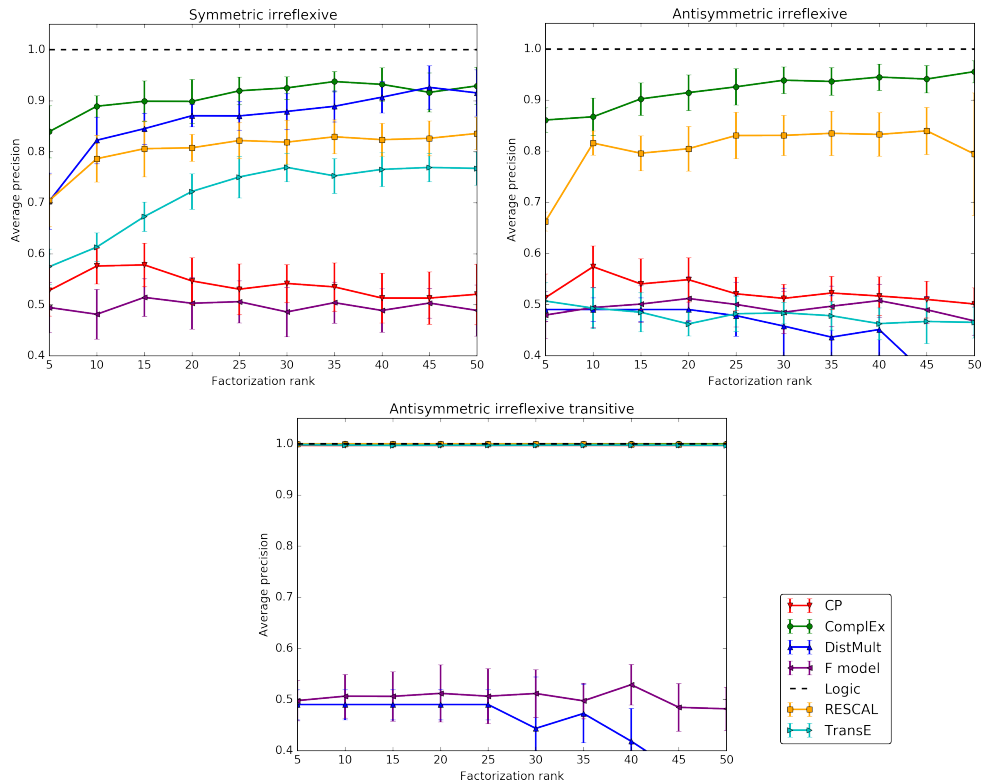 Symmetric irreflexive
1.0
0.9
0.8
0.7
0.6
0.5
0.4
Average precision
5 10 15 20 25 30 35 40 45 50
Factorization rank
Antisymmetric irreflexive
1.0
0.9
0.8
0.7
0.6
0.5
0.4
Average precision
5 10 15 20 25 30 35 40 45 50
Factorization rank
Antisymmetric irreflexive transitive
1.0
0.9
0.8
0.7
0.6
0.5
0.4
Average precision
5 10 15 20 25 30 35 40 45 50
Factorization rank
CP
ComplEx
DistMult
F model
Logic
RESCAL
TransE